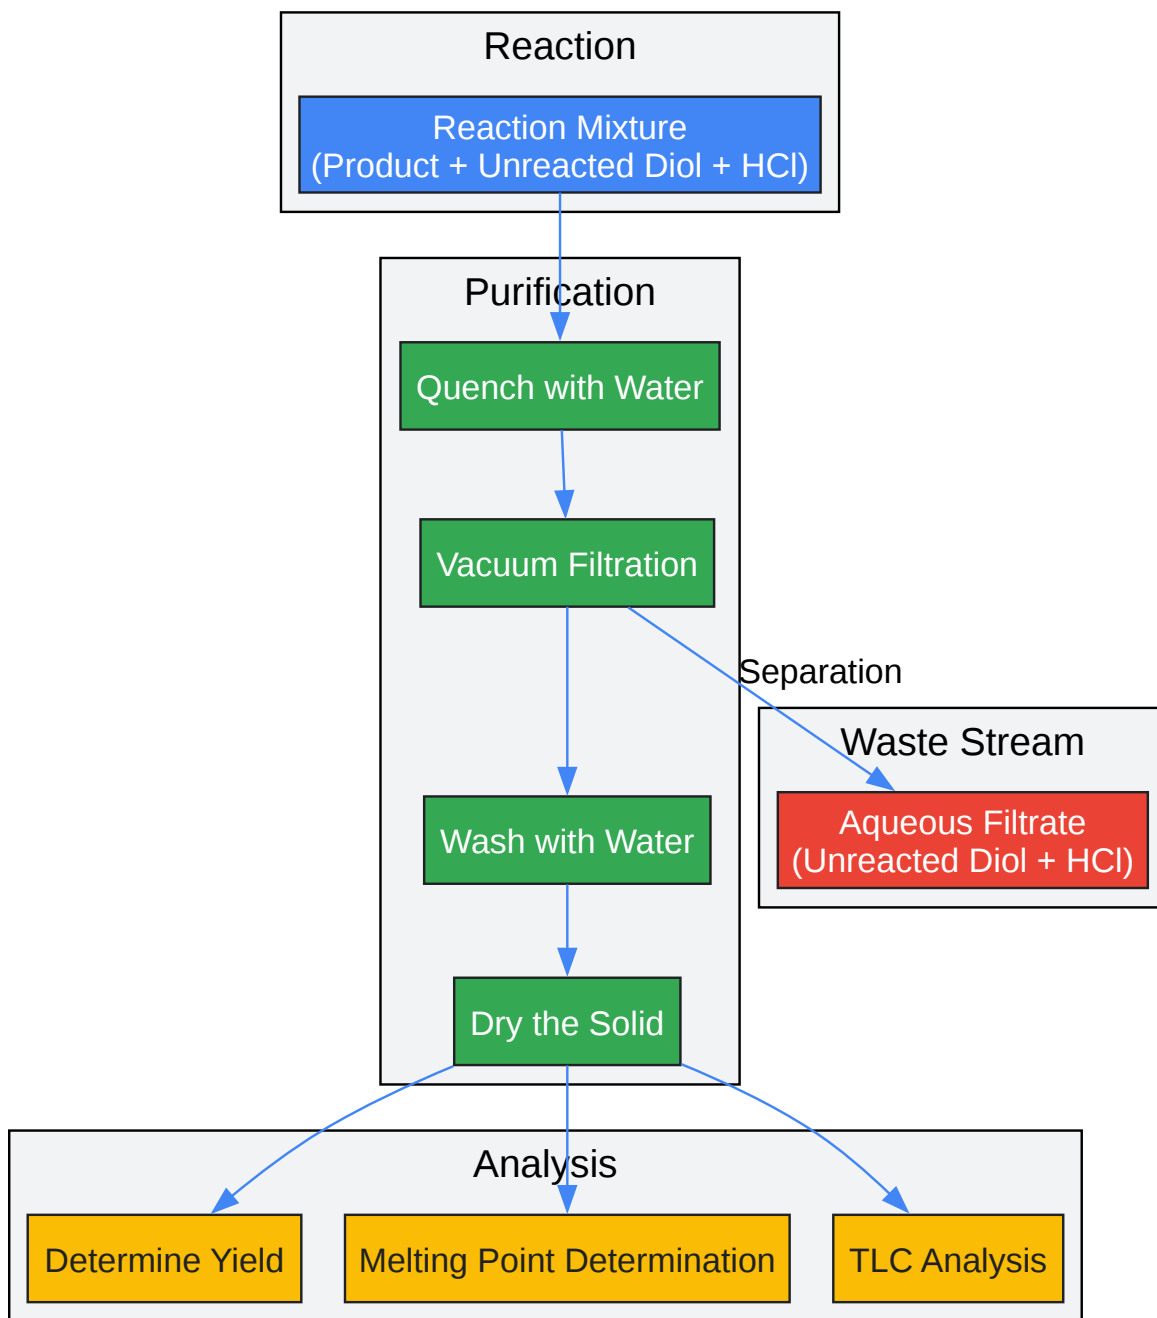 Reaction
Reaction Mixture
(Product + Unreacted Diol + HCl)
Purification
Quench with Water
Vacuum Filtration
Separation
Waste Stream
Aqueous Filtrate
(Unreacted Diol + HCl)
Wash with Water
Dry the Solid
Analysis
Determine Yield
Melting Point Determination
TLC Analysis